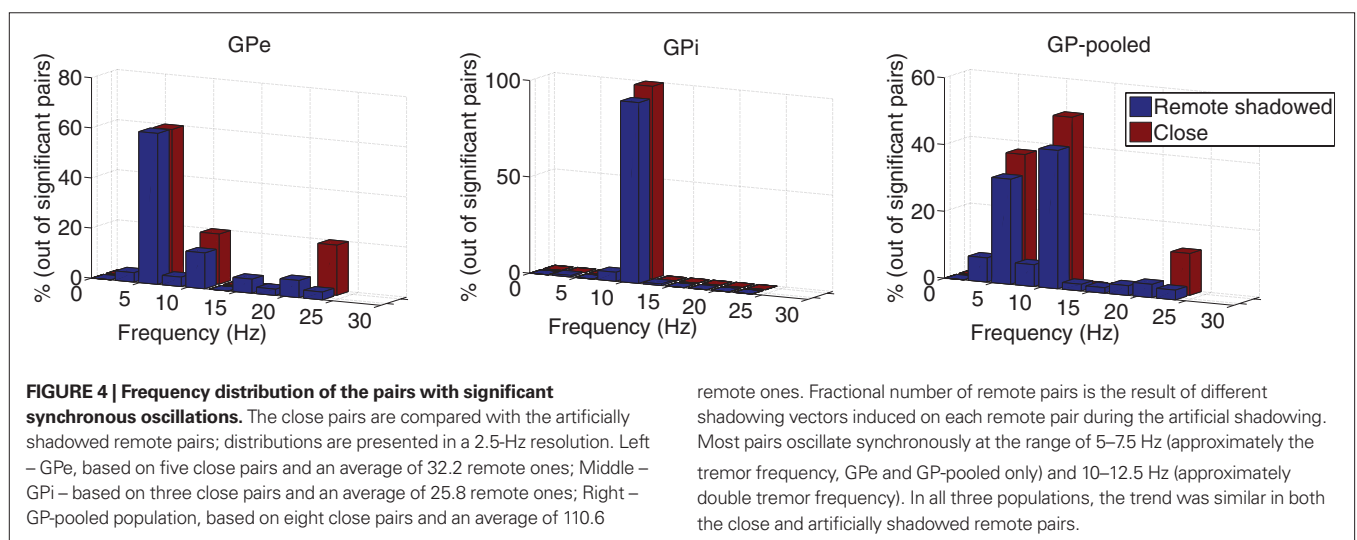 GPe
% (out of significant pairs)
80
60
40
20
0
0
5
10
15
20
25
30
Frequency (Hz)
GPi
% (out of significant pairs)
100
50
0
0
5
10
15
20
25
30
Frequency (Hz)
GP-pooled
% (out of significant pairs)
60
40
20
0
0
5
10
15
20
25
30
Frequency (Hz)
Remote shadowed
Close
FIGURE 4 | Frequency distribution of the pairs with significant
synchronous oscillations. The close pairs are compared with the artificially
shadowed remote pairs; distributions are presented in a 2.5-Hz resolution. Left
– GPe, based on five close pairs and an average of 32.2 remote ones; Middle –
GPi – based on three close pairs and an average of 25.8 remote ones; Right –
GP-pooled population, based on eight close pairs and an average of 110.6
remote ones. Fractional number of remote pairs is the result of different
shadowing vectors induced on each remote pair during the artificial shadowing.
Most pairs oscillate synchronously at the range of 5–7.5 Hz (approximately the
tremor frequency, GPe and GP-pooled only) and 10–12.5 Hz (approximately
double tremor frequency). In all three populations, the trend was similar in both
the close and artificially shadowed remote pairs.